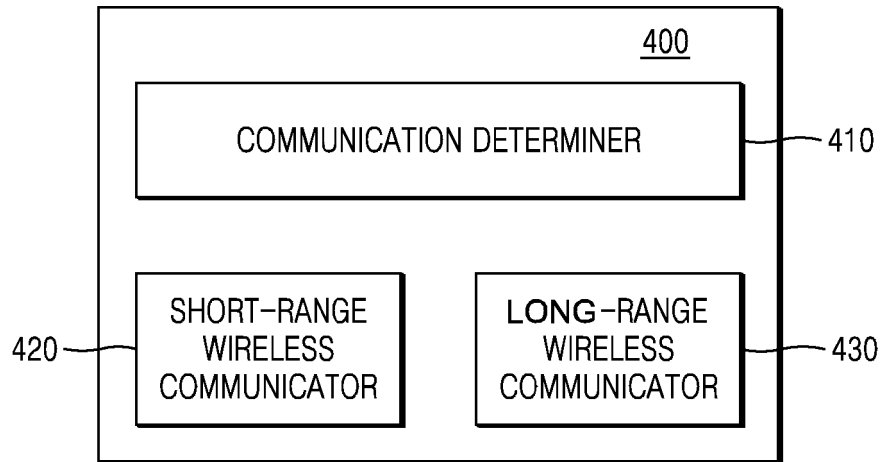 400
COMMUNICATION DETERMINER
410
SHORT-RANGE
WIRELESS
COMMUNICATOR
420
LONG-RANGE
WIRELESS
COMMUNICATOR
430